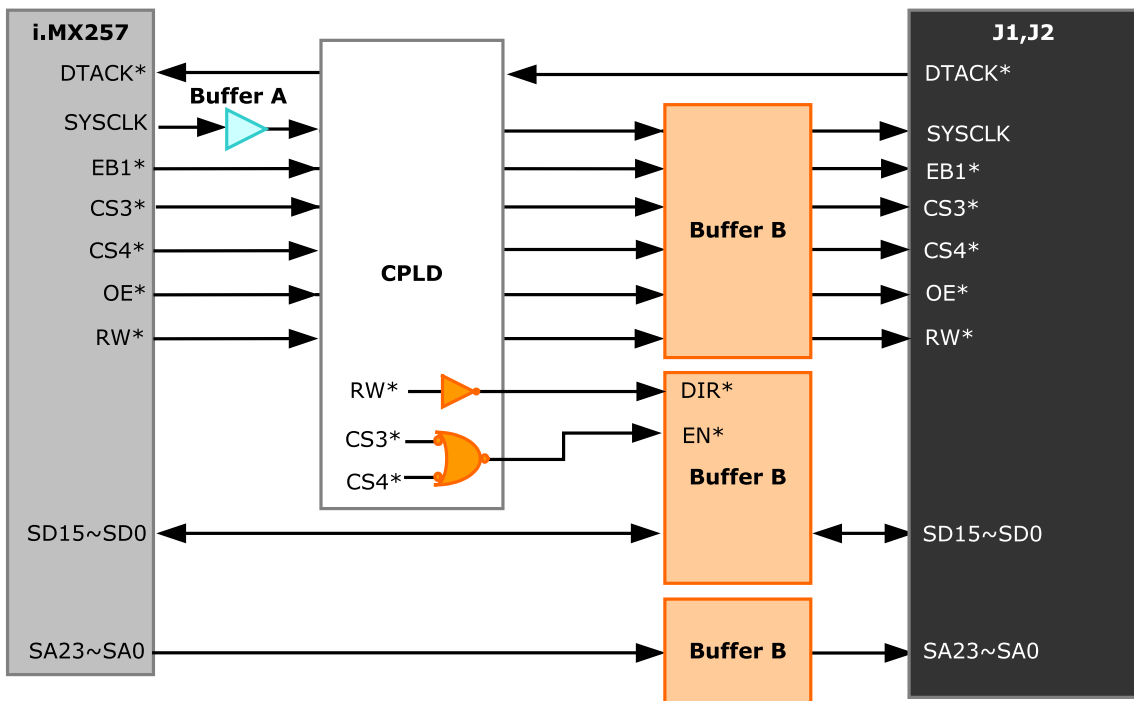 i.MX257
J1,J2
DTACK*
DTACK*
Buffer A
SYSCLK
SYSCLK
EB1*
EB1*
CS3*
CS3*
Buffer B
CS4*
CS4*
CPLD
OE*
OE*
RW*
RW*
RW*
DIR*
CS3*
EN*
CS4*
Buffer B
SD15~SD0
SD15~SD0
SA23~SA0
Buffer B
SA23~SA0